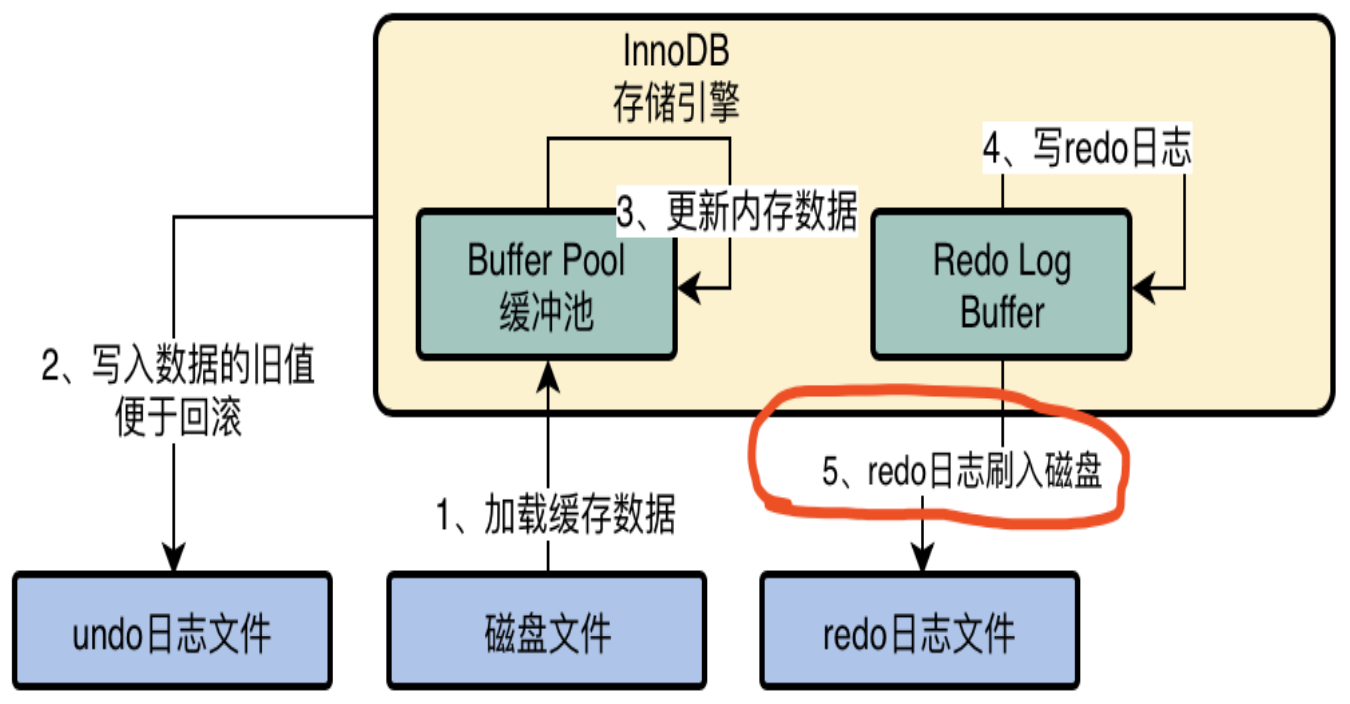 InnoDB
存储引擎
4、写redo日志
3、更新内存数据
Buffer Pool
缓冲池
Redo Log
Buffer
2、写入数据的旧值
便于回滚
5、redo日志刷入磁盘
1、加载缓存数据
undo日志文件
磁盘文件
redo日志文件